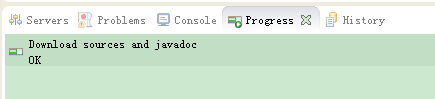 Servers Problems Console Progress History
Download sources and javadoc
OK